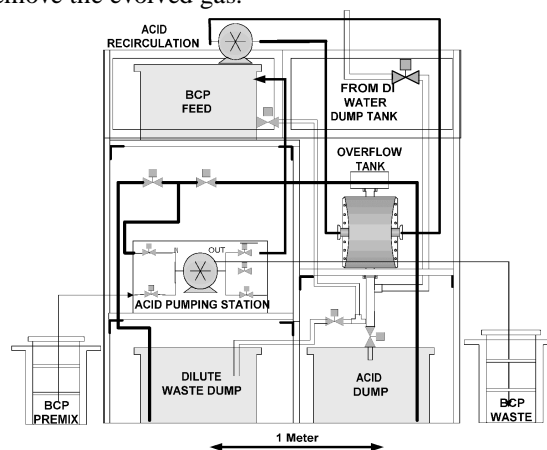 emove the evolved gas.
ACID
RECIRCULATION
BCP
FEED
FROM DI
WATER
DUMP TANK
OVERFLOW
TANK
IN
OUT
ACID PUMPING STATION
DILUTE
WASTE DUMP
ACID
DUMP
BCP
PREMIX
BCP
WASTE
1 Meter